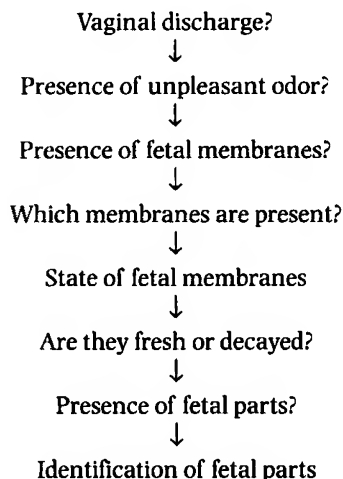 Vaginal discharge?
↓
Presence of unpleasant odor?
↓
Presence of fetal membranes?
↓
Which membranes are present?
↓
State of fetal membranes
↓
Are they fresh or decayed?
↓
Presence of fetal parts?
↓
Identification of fetal parts